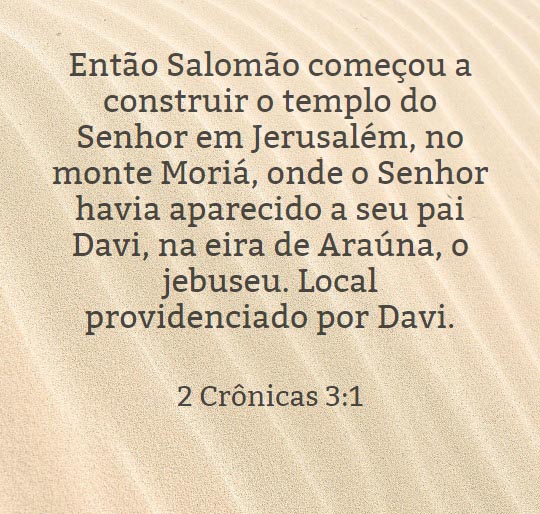 Então Salomão começou a
construir o templo do
Senhor em Jerusalém, no
monte Moriá, onde o Senhor
havia aparecido a seu pai
Davi, na eira de Araúna, o
jebuseu. Local
providenciado por Davi.
2 Crônicas 3:1